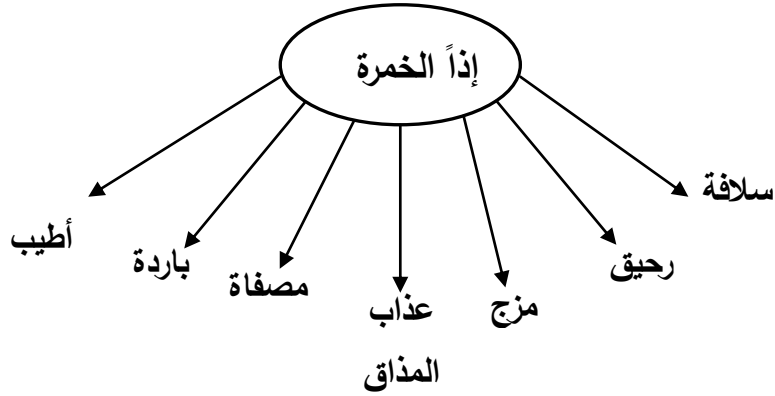 إذاً الخمرة
سلافة
رحيق
مزج
عذاب
المذاق
مصفاة
باردة
أطيب